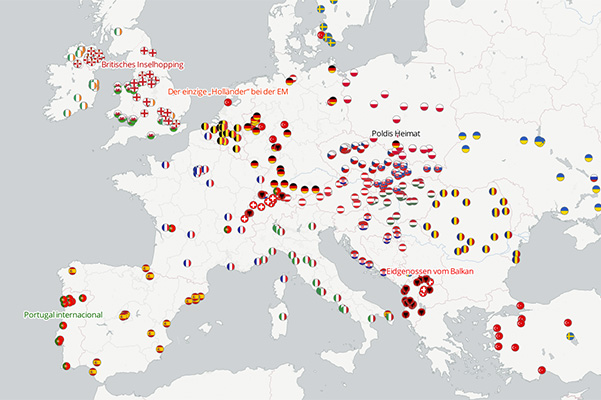 Britisches Inselhopping
Der einzige „Holländer“ bei der EM
Poldis Heimat
Eidgenossen vom Balkan
Portugal internacional